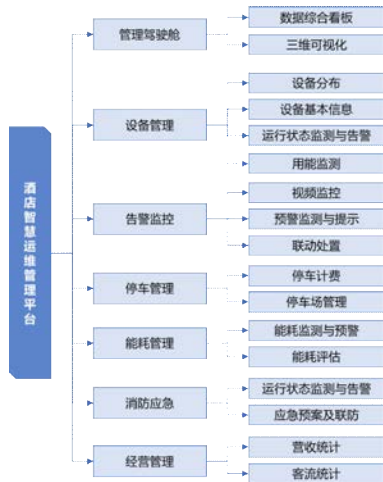 酒店智慧运维管理平台
管理驾驶舱
数据综合看板
三维可视化
设备管理
设备分布
设备基本信息
运行状态监测与告警
用能监测
告警监控
视频监控
预警监测与提示
联动处置
停车管理
停车计费
停车场管理
能耗管理
能耗监测与预警
能耗评估
消防应急
运行状态监测与告警
应急预案及联防
经营管理
营收统计
客流统计